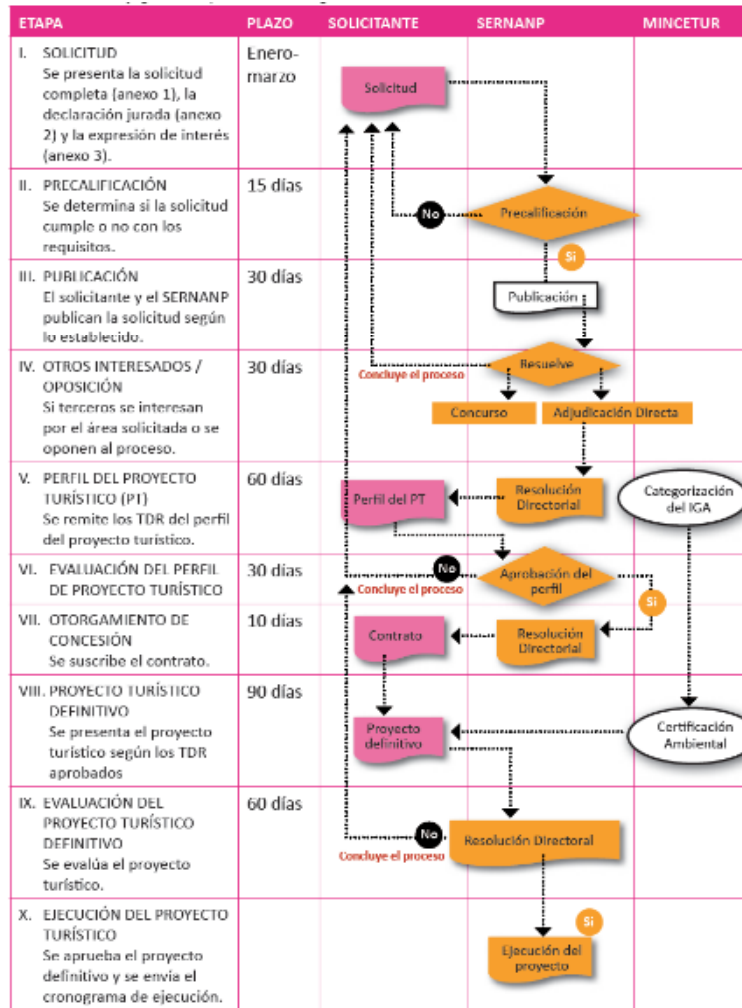 ETAPA PLAZO SOLICITANTE SERNANP MINCETUR
I. SOLICITUD
Se presenta la solicitud
completa (anexo 1), la
declaración jurada (anexo
2) y la expresión de interés
(anexo 3).
Enero-
marzo
Solicitud
II. PRECALIFICACIÓN
Se determina si la solicitud
cumple o no con los
requisitos.
15 días
No
Precalificación
Si
III. PUBLICACIÓN
El solicitante y el SERNANP
publican la solicitud según
lo establecido.
30 días
Publicación
IV. OTROS INTERESADOS /
OPOSICIÓN
Si terceros se interesan
por el área solicitada o se
oponen al proceso.
30 días
Concluye el proceso
Resuelve
Concurso
Adjudicación Directa
V. PERFIL DEL PROYECTO
TURÍSTICO (PT)
Se remite los TDR del perfil
del proyecto turístico.
60 días
Perfil del PT
Resolución
Directorial
Categorización
del IGA
VI. EVALUACIÓN DEL PERFIL
DE PROYECTO TURÍSTICO
30 días
No
Concluye el proceso
Aprobación del
perfil
Si
VII. OTORGAMIENTO DE
CONCESIÓN
Se suscribe el contrato.
10 días
Contrato
Resolución
Directorial
VIII. PROYECTO TURÍSTICO
DEFINITIVO
Se presenta el proyecto
turístico según los TDR
aprobados
90 días
Proyecto
definitivo
Certificación
Ambiental
IX. EVALUACIÓN DEL
PROYECTO TURÍSTICO
DEFINITIVO
Se evalúa el proyecto
turístico.
60 días
No
Concluye el proceso
Resolución Directoral
X. EJECUCIÓN DEL PROYECTO
TURÍSTICO
Se aprueba el proyecto
definitivo y se envia el
cronograma de ejecución.
Si
Ejecución del
proyecto